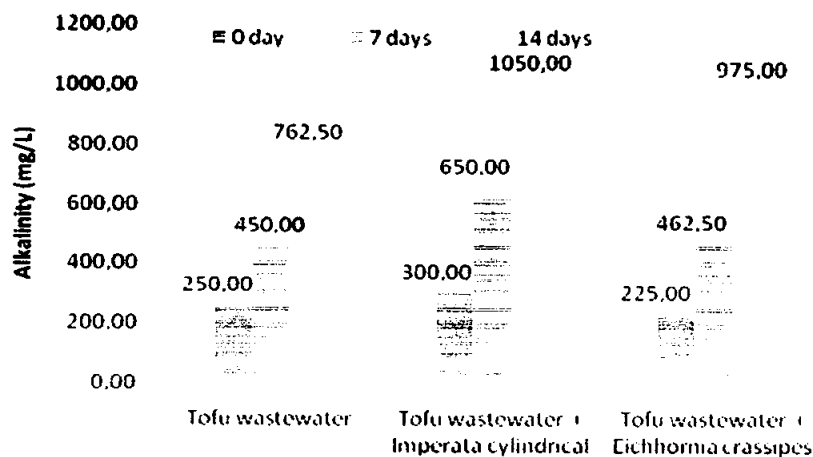 1200,00
0 day 7 days 14 days
1050,00
975,00
1000,00
762.50
800,00
650,00
600,00
450,00
462,50
Alkalinity (mg/L)
400,00
250,00
300,00
225,00
200,00
0,00
Tofu wastewater
Tofu wastewater +
Imperata cylindrical
Tofu wastewater +
Eichhornia crassipes